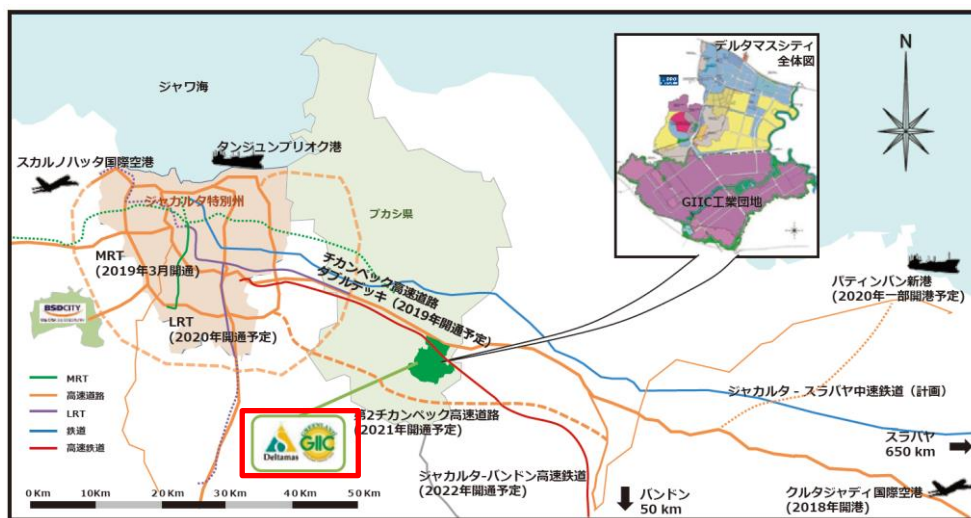 デルタマスシティ
全体図
N
ジャワ海
タンジュンプリオク港
スカルノハッタ国際空港
ジャカルタ特別州
ブカシ県
GIIC工業団地
MRT
(2019年3月開通)
チカンペック高速道路
ダブルデッキ (2019年開通予定)
パティンバン新港
(2020年一部開港予定)
BSDCITY
LRT
(2020年開通予定)
MRT
高速道路
LRT
鉄道
高速鉄道
ジャカルタ - スラバヤ中速鉄道(計画)
第2チカンペック高速道路
(2021年開通予定)
Deltamas
GREENLAND
GIIC
スラバヤ
650 km
ジャカルタ-バンドン高速鉄道
(2022年開通予定)
バンドン
50 km
クルタジャディ国際空港
(2018年開港)
0 Km
10 Km
20 Km
30 Km
40 Km
50 Km